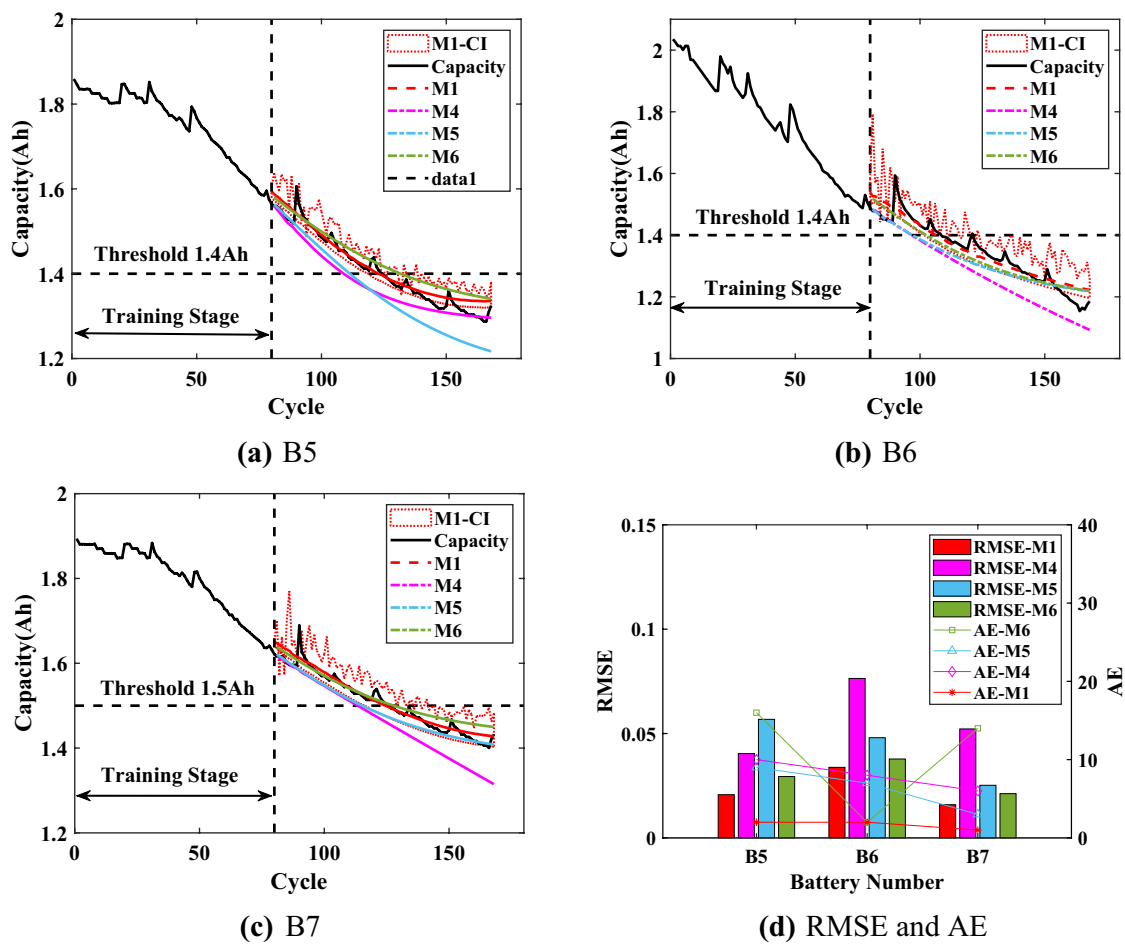 2
1.8
1.6
1.4
1.2
Capacity(Ah)
M1-CI
Capacity
M1
M4
M5
M6
data1
Threshold 1.4Ah
Training Stage
0 50 100 150
Cycle
(a) B5
2
1.8
1.6
1.4
1.2
1
Capacity(Ah)
M1-CI
Capacity
M1
M4
M5
M6
Threshold 1.4Ah
Training Stage
0 50 100 150
Cycle
(b) B6
2
1.8
1.6
1.4
1.2
Capacity(Ah)
M1-CI
Capacity
M1
M4
M5
M6
Threshold 1.5Ah
Training Stage
0 50 100 150
Cycle
(c) B7
0.15
0.1
0.05
0
RMSE
RMSE-M1
RMSE-M4
RMSE-M5
RMSE-M6
AE-M6
AE-M5
AE-M4
AE-M1
40
30
20
10
0
AE
B5 B6 B7
Battery Number
(d) RMSE and AE